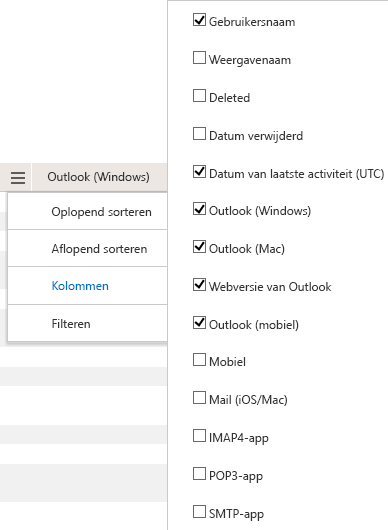 Outlook (Windows)
Oplopend sorteren
Aflopend sorteren
Kolommen
Filteren
Gebruikersnaam
Weergavenaam
Deleted
Datum verwijderd
Datum van laatste activiteit (UTC)
Outlook (Windows)
Outlook (Mac)
Webversie van Outlook
Outlook (mobiel)
Mobiel
Mail (iOS/Mac)
IMAP4-app
POP3-app
SMTP-app